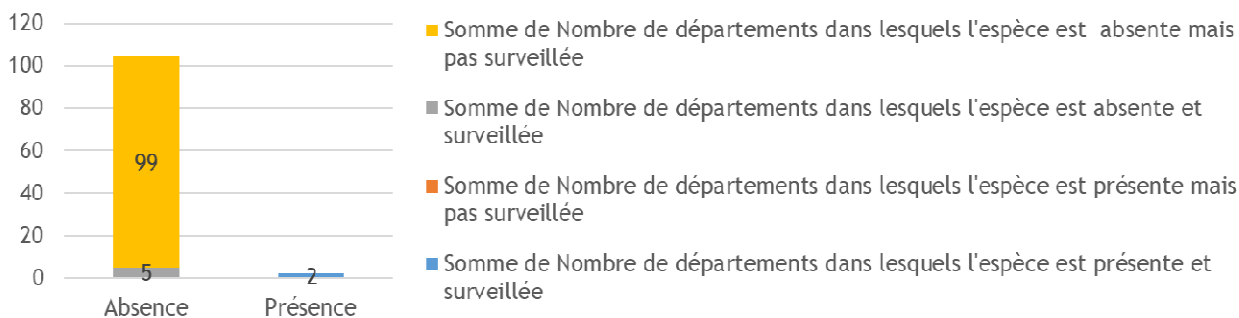 120
100
80
60
40
20
0
99
5
2
Absence
Présence
Somme de Nombre de départements dans lesquels l'espèce est  absente mais
pas surveillée
Somme de Nombre de départements dans lesquels l'espèce est absente et
surveillée
Somme de Nombre de départements dans lesquels l'espèce est présente mais
pas surveillée
Somme de Nombre de départements dans lesquels l'espèce est présente et
surveillée